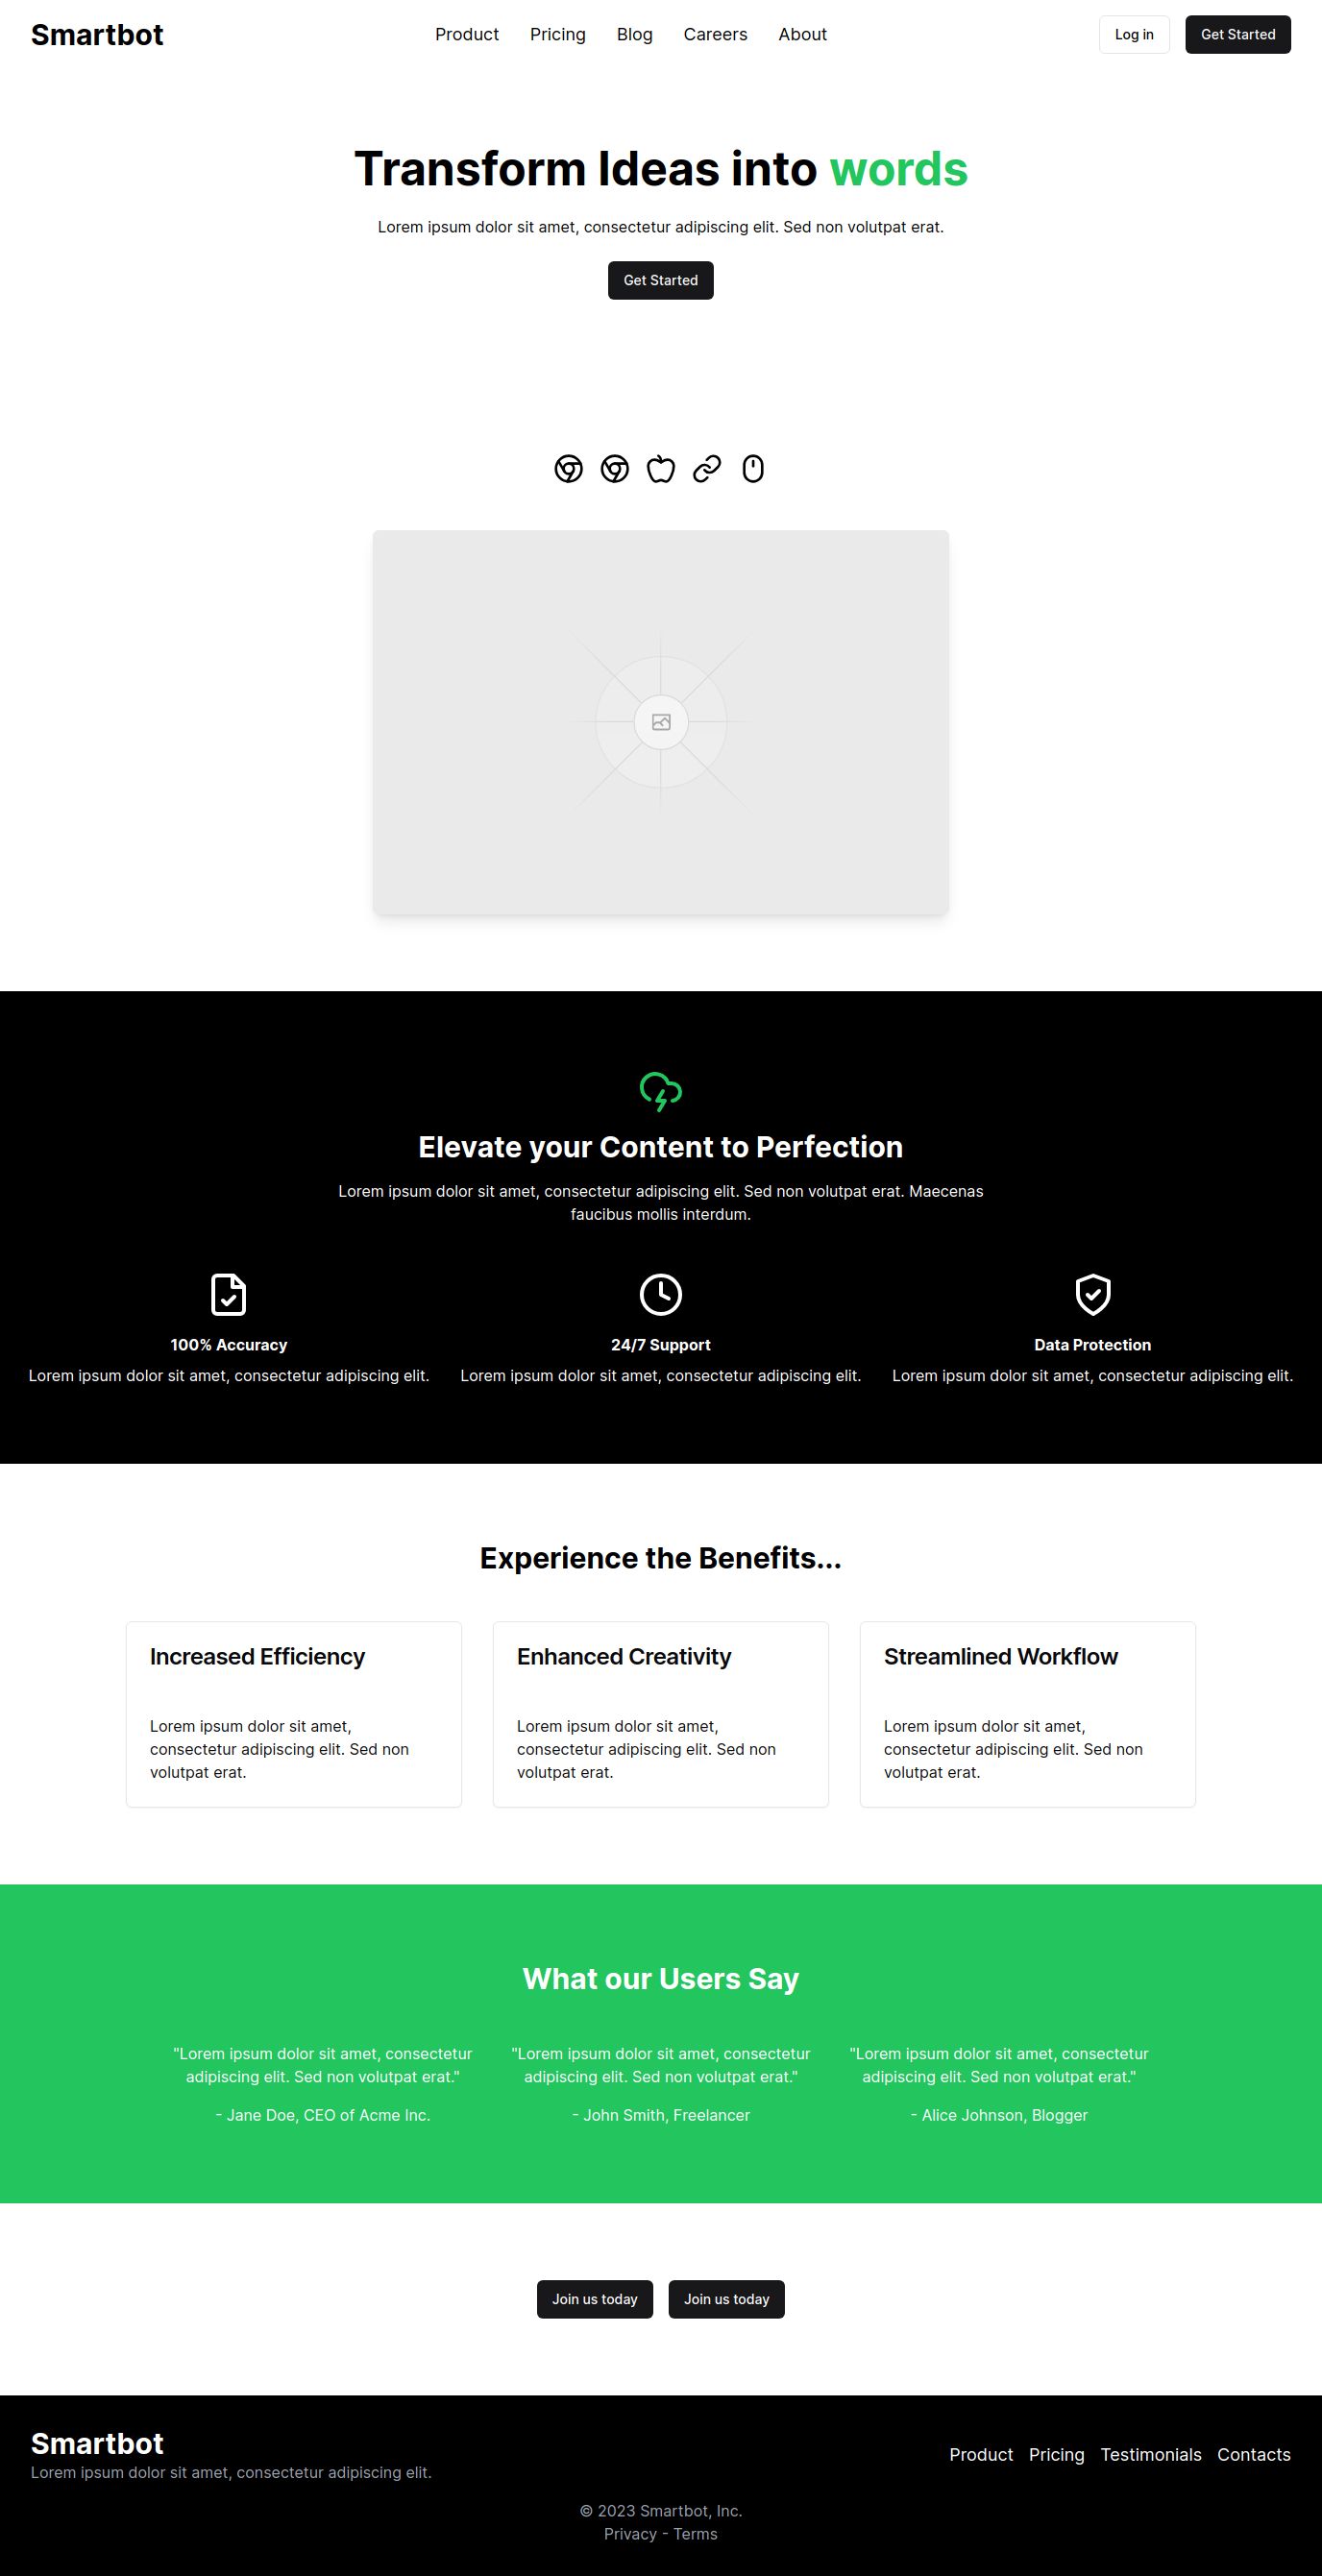 Smartbot
Product Pricing Blog Careers About
Log in
Get Started
Transform Ideas into words
Lorem ipsum dolor sit amet, consectetur adipiscing elit. Sed non volutpat erat.
Get Started
Elevate your Content to Perfection
Lorem ipsum dolor sit amet, consectetur adipiscing elit. Sed non volutpat erat. Maecenas
faucibus mollis interdum.
100% Accuracy
Lorem ipsum dolor sit amet, consectetur adipiscing elit.
24/7 Support
Lorem ipsum dolor sit amet, consectetur adipiscing elit.
Data Protection
Lorem ipsum dolor sit amet, consectetur adipiscing elit.
Experience the Benefits...
Increased Efficiency
Lorem ipsum dolor sit amet,
consectetur adipiscing elit. Sed non
volutpat erat.
Enhanced Creativity
Lorem ipsum dolor sit amet,
consectetur adipiscing elit. Sed non
volutpat erat.
Streamlined Workflow
Lorem ipsum dolor sit amet,
consectetur adipiscing elit. Sed non
volutpat erat.
What our Users Say
"Lorem ipsum dolor sit amet, consectetur
adipiscing elit. Sed non volutpat erat."
- Jane Doe, CEO of Acme Inc.
"Lorem ipsum dolor sit amet, consectetur
adipiscing elit. Sed non volutpat erat."
- John Smith, Freelancer
"Lorem ipsum dolor sit amet, consectetur
adipiscing elit. Sed non volutpat erat."
- Alice Johnson, Blogger
Join us today
Join us today
Smartbot
Lorem ipsum dolor sit amet, consectetur adipiscing elit.
Product Pricing Testimonials Contacts
© 2023 Smartbot, Inc.
Privacy - Terms